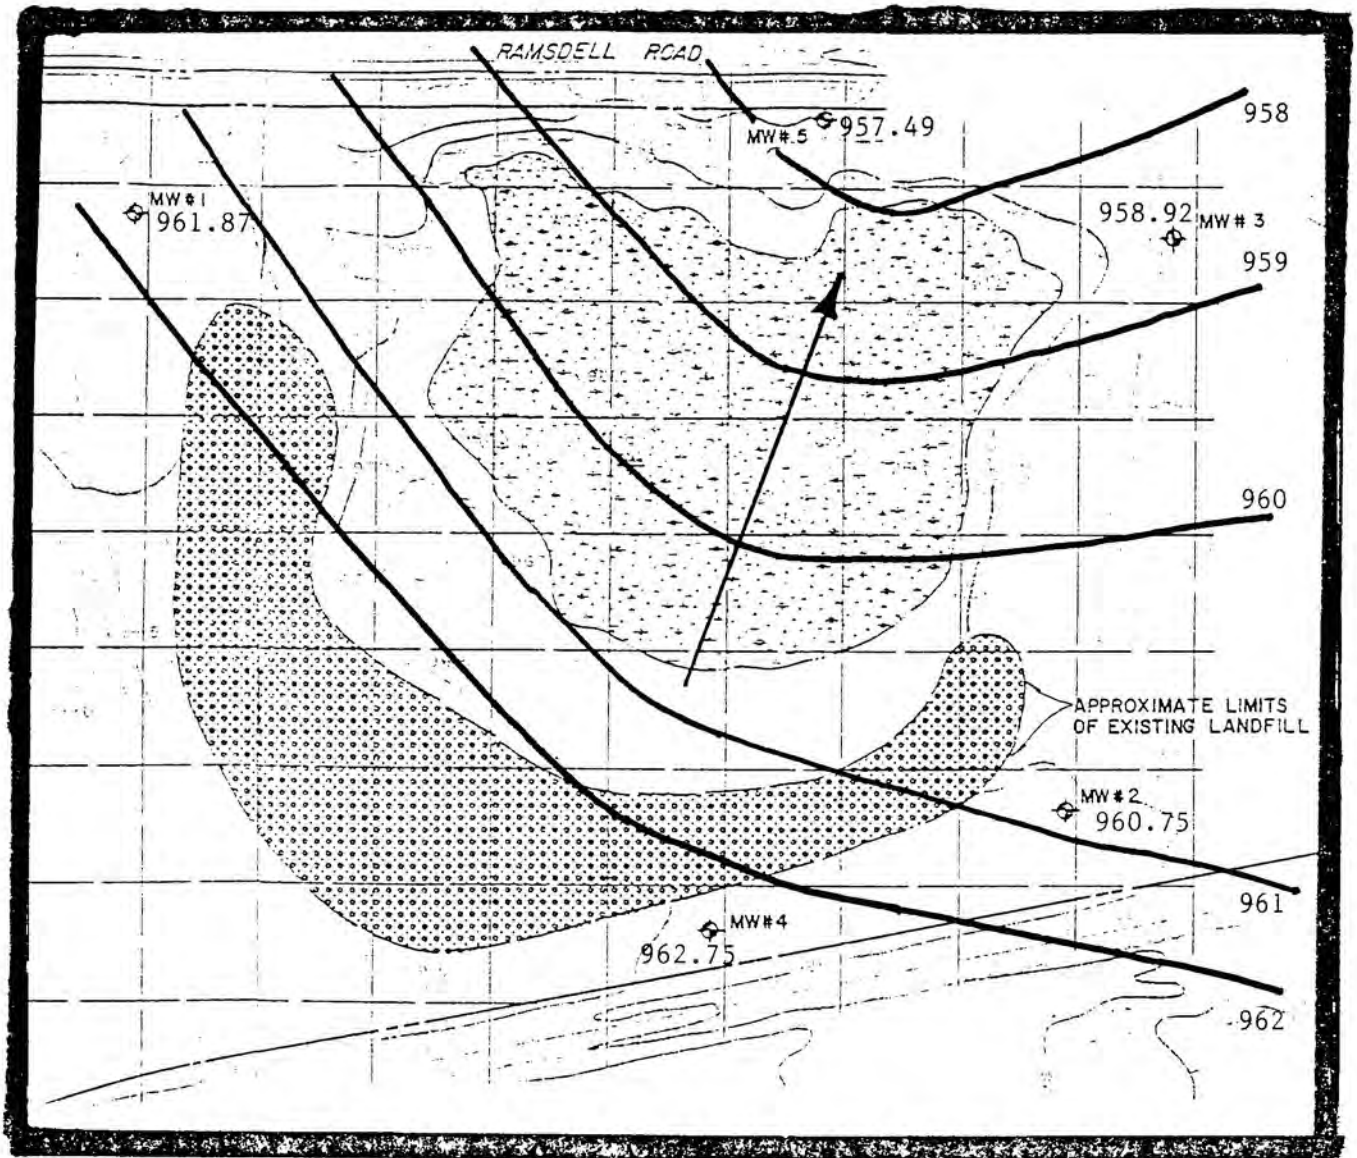 RAMSDELL ROAD
958
957.49
MW#5
MW#1
961.87
958.92 MW#3
959
960
APPROXIMATE LIMITS
OF EXISTING LANDFILL
MW#2
960.75
961
MW#4
962.75
962